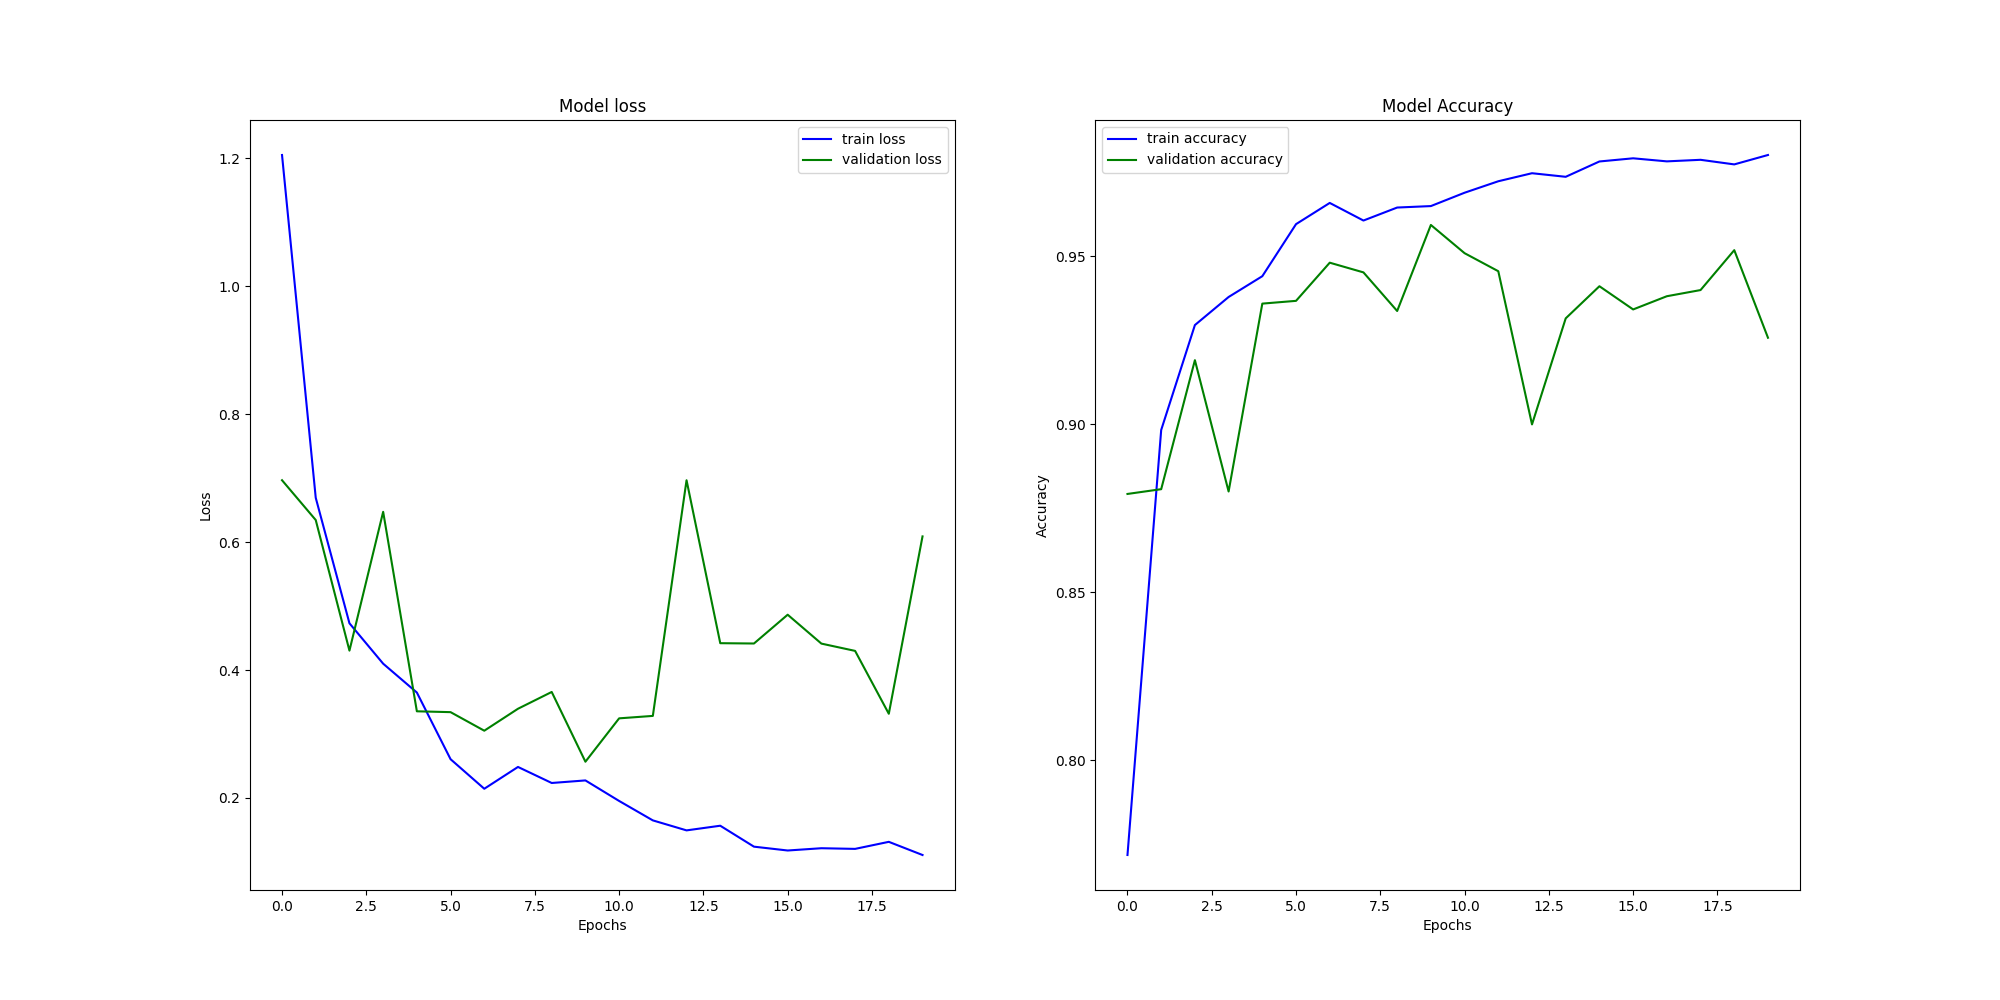 Model loss
train loss
validation loss
1.2
1.0
0.8
0.6
0.4
0.2
Loss
0.0 2.5 5.0 7.5 10.0 12.5 15.0 17.5
Epochs
Model Accuracy
train accuracy
validation accuracy
0.95
0.90
0.85
0.80
Accuracy
0.0 2.5 5.0 7.5 10.0 12.5 15.0 17.5
Epochs